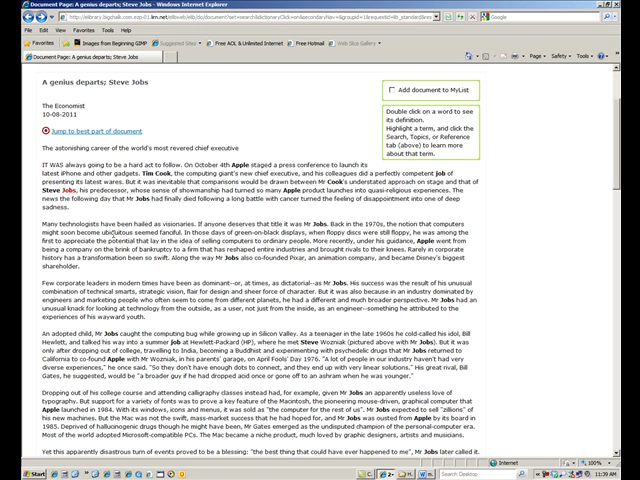 Document Page: A genius departs; Steve Jobs - Windows Internet Explorer
Google
File Edit View Favorites Tools Help
Favorites Images from Beginning GIMP Suggested Sites Free AOL & Unlimited Internet Free Hotmail Web Slice Gallery
Document Page: A genius departs; Steve Jobs
Page Safety Tools
A genius departs; Steve Jobs
Add document to MyList
The Economist
10-08-2011
Double click on a word to see
its definition.
Highlight a term, and click the
Search, Topics, or Reference
tab (above) to learn more
about that term.
Jump to best part of document
The astonishing career of the world's most revered chief executive
IT WAS always going to be a hard act to follow. On October 4th Apple staged a press conference to launch its
latest iPhone and other gadgets. Tim Cook, the computing giant's new chief executive, and his colleagues did a perfectly competent job of
presenting its latest wares. But it was inevitable that comparisons would be drawn between Mr Cook's understated approach on stage and that of
Steve Jobs, his predecessor, whose sense of showmanship had turned so many Apple product launches into quasi-religious experiences. The
news the following day that Mr Jobs had finally died following a long battle with cancer turned the feeling of disappointment into one of deep
sadness.
Many technologists have been hailed as visionaries. If anyone deserves that title it was Mr Jobs. Back in the 1970s, the notion that computers
might soon become ubiquitous seemed fanciful. In those days of green-on-black displays, when floppy discs were still floppy, he was among the
first to appreciate the potential that lay in the idea of selling computers to ordinary people. More recently, under his guidance, Apple went from
being a company on the brink of bankruptcy to a firm that has reshaped entire industries and brought rivals to their knees. Rarely in corporate
history has a transformation been so swift. Along the way Mr Jobs also co-founded Pixar, an animation company, and became Disney's biggest
shareholder.
Few corporate leaders in modern times have been as dominant--or, at times, as dictatorial--as Mr Jobs. His success was the result of his unusual
combination of technical smarts, strategic vision, flair for design and sheer force of character. But it was also because in an industry dominated by
engineers and marketing people who often seem to come from different planets, he had a different and much broader perspective. Mr Jobs had an
unusual knack for looking at technology from the outside, as a user, not just from the inside, as an engineer--something he attributed to the
experiences of his wayward youth.
An adopted child, Mr Jobs caught the computing bug while growing up in Silicon Valley. As a teenager in the late 1960s he cold-called his idol, Bill
Hewlett, and talked his way into a summer job at Hewlett-Packard (HP), where he met Steve Wozniak (pictured above with Mr Jobs). But it was
only after dropping out of college, travelling to India, becoming a Buddhist and experimenting with psychedelic drugs that Mr Jobs returned to
California to co-found Apple with Mr Wozniak, in his parents' garage, on April Fools' Day 1976. "A lot of people in our industry haven't had very
diverse experiences," he once said. "So they don't have enough dots to connect, and they end up with very linear solutions." His great rival, Bill
Gates, he suggested, would be "a broader guy if he had dropped acid once or gone off to an ashram when he was younger."
Dropping out of his college course and attending calligraphy classes instead had, for example, given Mr Jobs an apparently useless love of
typography. But support for a variety of fonts was to prove a key feature of the Macintosh, the pioneering mouse-driven, graphical computer that
Apple launched in 1984. With its windows, icons and menus, it was sold as "the computer for the rest of us". Mr Jobs expected to sell "zillions" of
his new machines. But the Mac was not the swift, mass-market success that he had hoped for, and Mr Jobs was ousted from Apple by its board in
1985. Deprived of hallucinogenic drugs though he might have been, Mr Gates emerged as the undisputed champion of the personal-computer era.
Most of the world adopted Microsoft-compatible PCs. The Mac became a niche product, much loved by graphic designers, artists and musicians.
Yet this apparently disastrous turn of events proved to be a blessing: "the best thing that could have ever happened to me", Mr Jobs later called it.
Internet
Start Search Desktop 11:39 AM